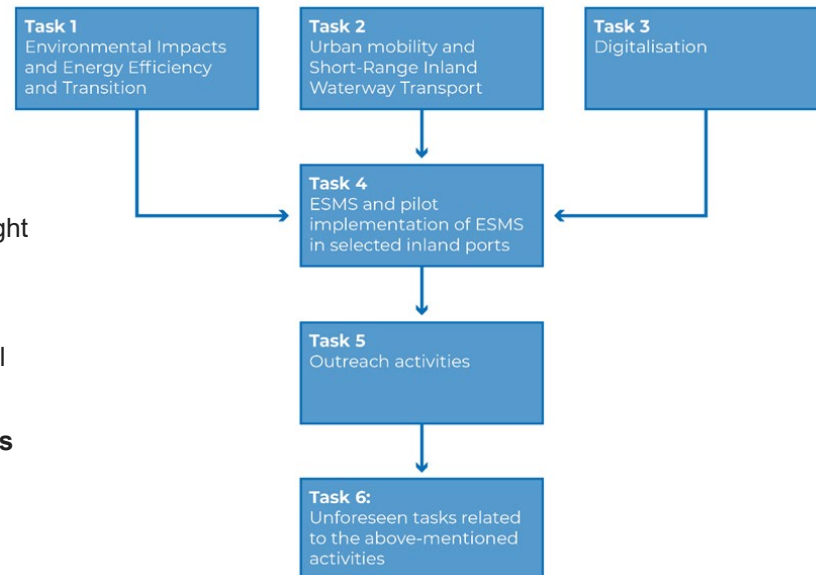 Task 1
Environmental Impacts
and Energy Efficiency
and Transition
Task 2
Urban mobility and
Short-Range Inland
Waterway Transport
Task 3
Digitalisation
ght
Task 4
ESMS and pilot
implementation of ESMS
in selected inland ports
l
Task 5
Outreach activities
s
Task 6:
Unforeseen tasks related
to the above-mentioned
activities